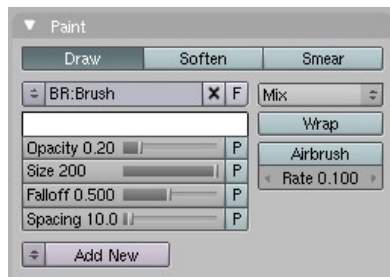 Paint
Draw Soften Smear
BR:Brush X F Mix
Wrap
Opacity 0.20 P
Airbrush
Size 200 P
Rate 0.100
Falloff 0.500 P
Spacing 10.0 P
Add New